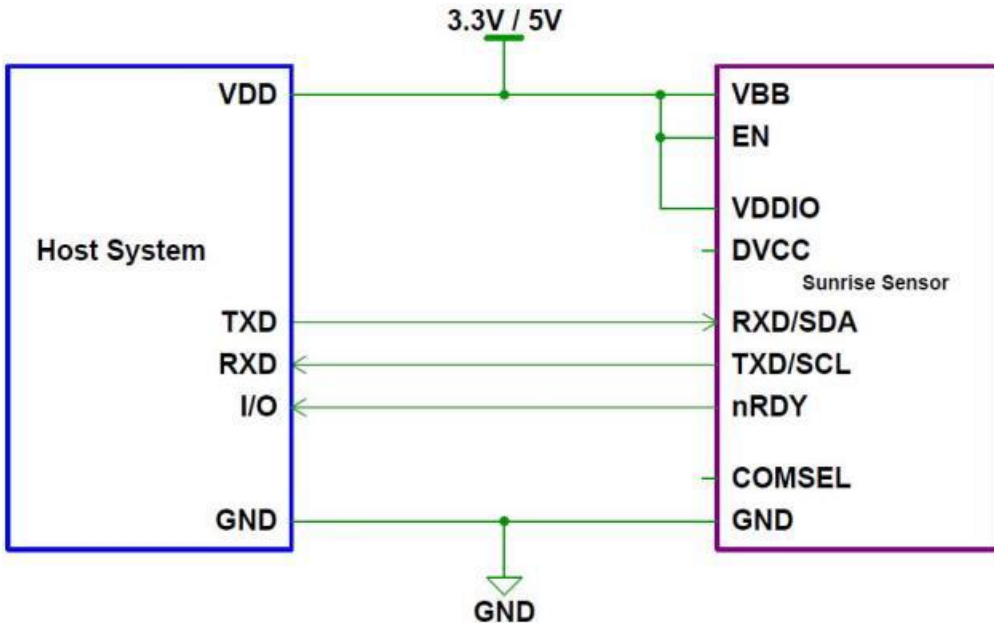 3.3V / 5V
VDD
VBB
EN
VDDIO
Host System
DVCC
Sunrise Sensor
TXD
RXD/SDA
RXD
TXD/SCL
I/O
nRDY
COMSEL
GND
GND
GND